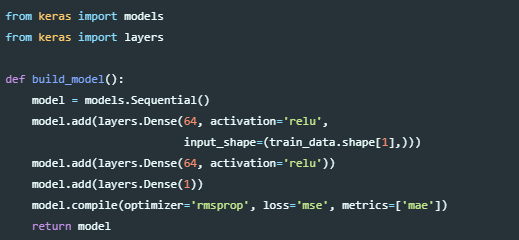 from keras import models
from keras import layers

def build_model():
    model = models.Sequential()
    model.add(layers.Dense(64, activation='relu',
                           input_shape=(train_data.shape[1],)))
    model.add(layers.Dense(64, activation='relu'))
    model.add(layers.Dense(1))
    model.compile(optimizer='rmsprop', loss='mse', metrics=['mae'])
    return model